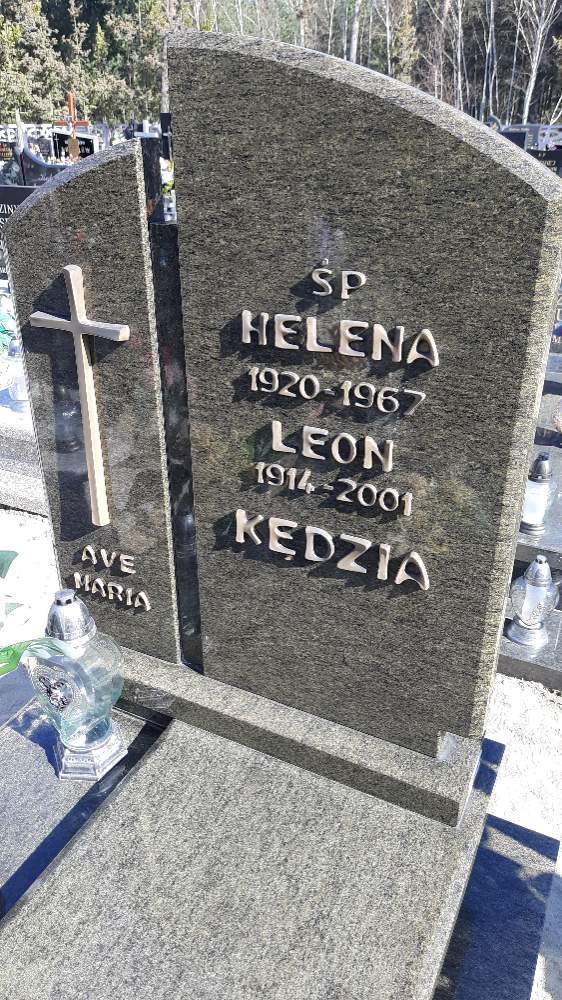 ŚP
HELENA
1920-1967
LEON
1914-2001
KĘDZIA
AVE
MARIA